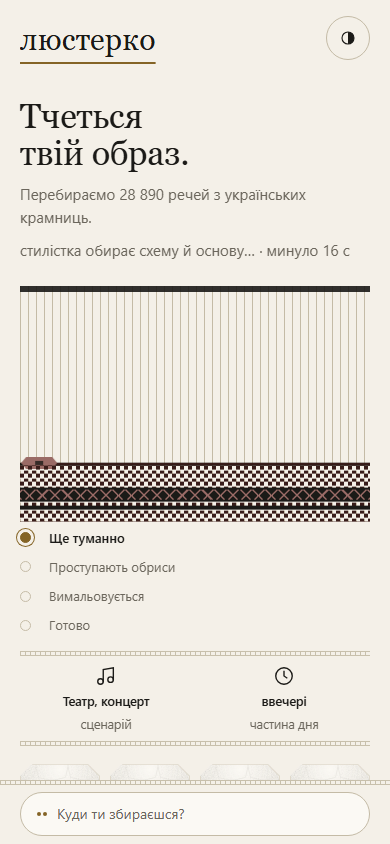 люстерко
Тчеться
твій образ.
Перебираємо 28 890 речей з українських
крамниць.
стилістка обирає схему й основу... · минуло 16 с
Ще туманно
Проступають обриси
Вимальовується
Готово
Театр, концерт
сценарій
ввечері
частина дня
Куди ти збираєшся?